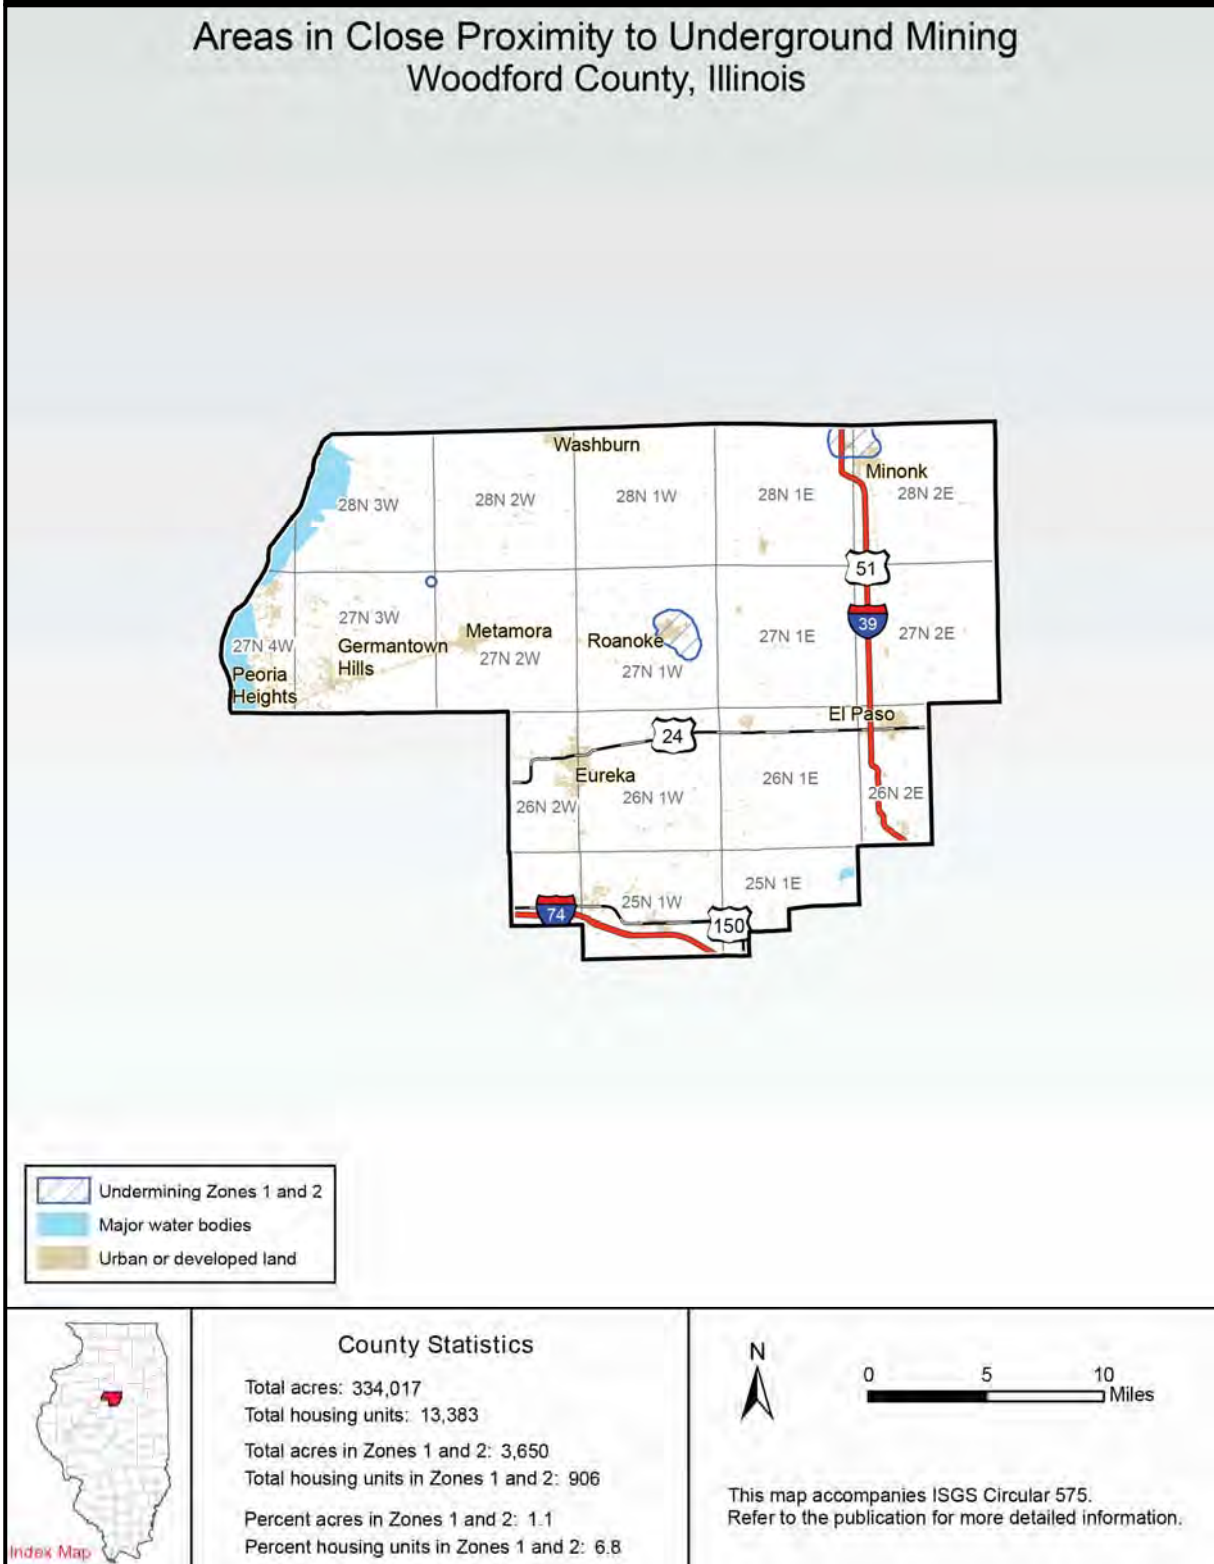 Areas in Close Proximity to Underground Mining
Woodford County, Illinois
Washburn
Minonk
28N 3W
28N 2W
28N 1W
28N 1E
28N 2E
51
39
27N 3W
27N 4W
Germantown
Hills
Metamora
27N 2W
Roanoke
27N 1W
27N 1E
27N 2E
Peoria
Heights
El Paso
24
Eureka
26N 2W
26N 1W
26N 1E
26N 2E
25N 1W
25N 1E
74
150
Undermining Zones 1 and 2
Major water bodies
Urban or developed land
Index Map
County Statistics
Total acres: 334,017
Total housing units: 13,383
Total acres in Zones 1 and 2: 3,650
Total housing units in Zones 1 and 2: 906
Percent acres in Zones 1 and 2: 1.1
Percent housing units in Zones 1 and 2: 6.8
N
0 5 10
Miles
This map accompanies ISGS Circular 575.
Refer to the publication for more detailed information.